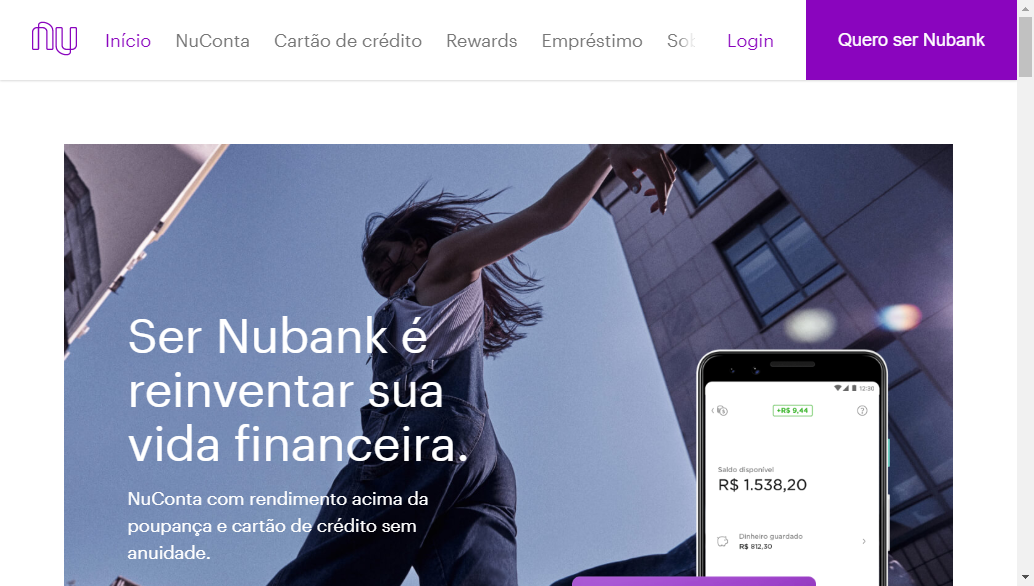 nu
Início NuConta Cartão de crédito Rewards Empréstimo Sob Login Quero ser Nubank
Ser Nubank é
reinventar sua
vida financeira.
NuConta com rendimento acima da
poupança e cartão de crédito sem
anuidade.
12:30
+R$ 9,44
?
Saldo disponível
R$ 1.538,20
Dinheiro guardado
R$ 812,30